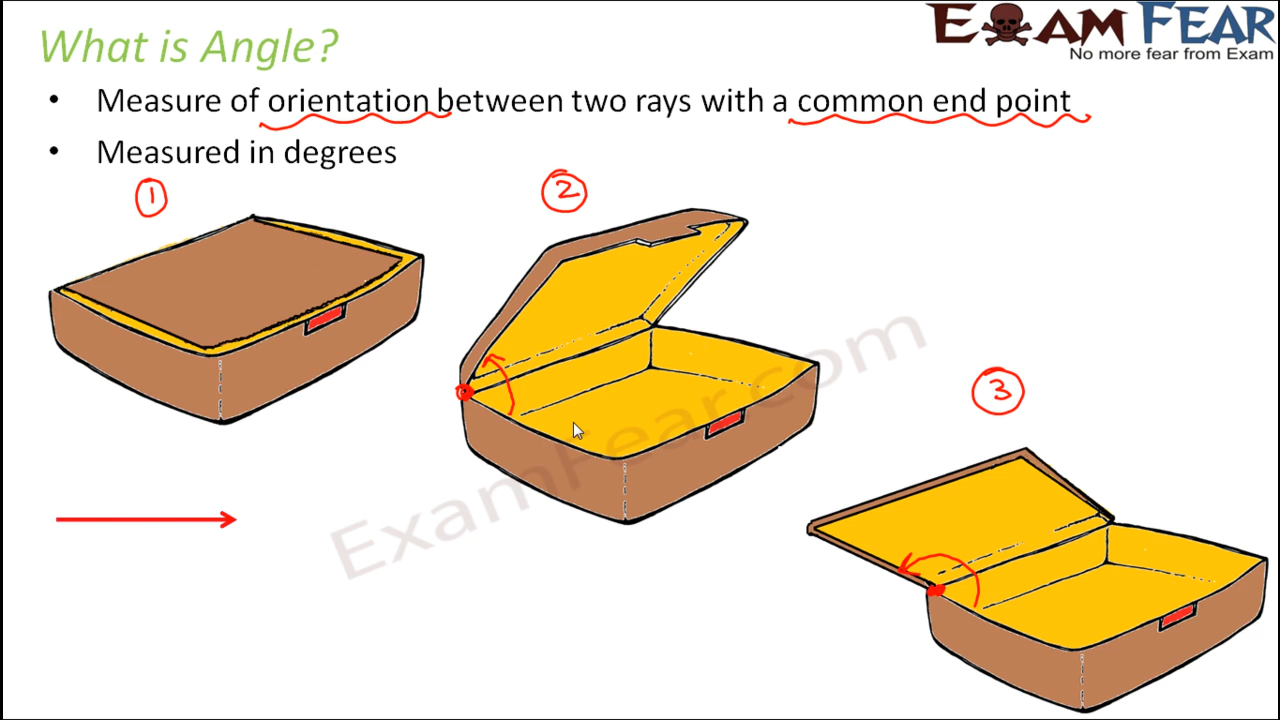 What is Angle?
EXAM FEAR
No more fear from Exam
• Measure of orientation between two rays with a common end point
• Measured in degrees
1
2
3
ExamFear.com